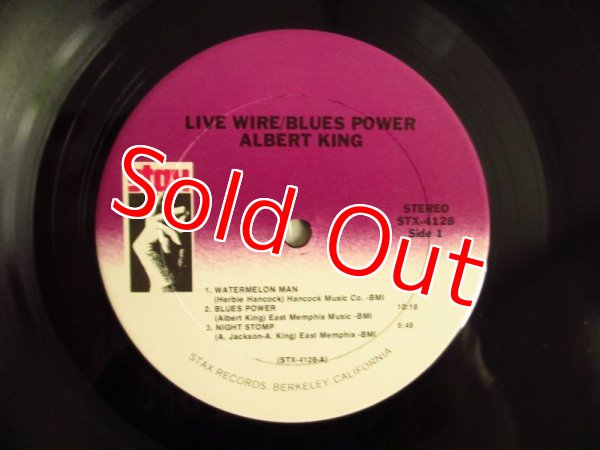 LIVE WIRE/BLUES POWER
ALBERT KING
stax
STEREO
STX-4128
Side 1
Sold Out
1. WATERMELON MAN
(Herbie Hancock) Hancock Music Co. -BMI
2. BLUES POWER 10:18
(Albert King) East Memphis Music -BMI
3. NIGHT STOMP 5:49
(A. Jackson-A. King) East Memphis -BMI
(STX-4128-A)
STAX RECORDS, BERKELEY, CALIFORNIA